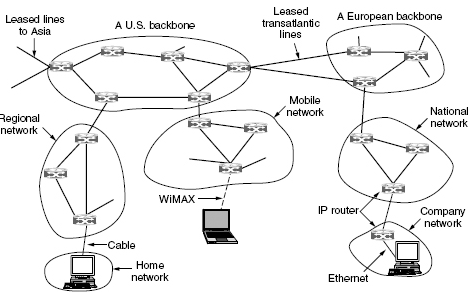 Leased lines
to Asia
A U.S. backbone
Leased
transatlantic
lines
A European backbone
Regional
network
Mobile
network
National
network
WiMAX
IP router
Company
network
Cable
Home
network
Ethernet